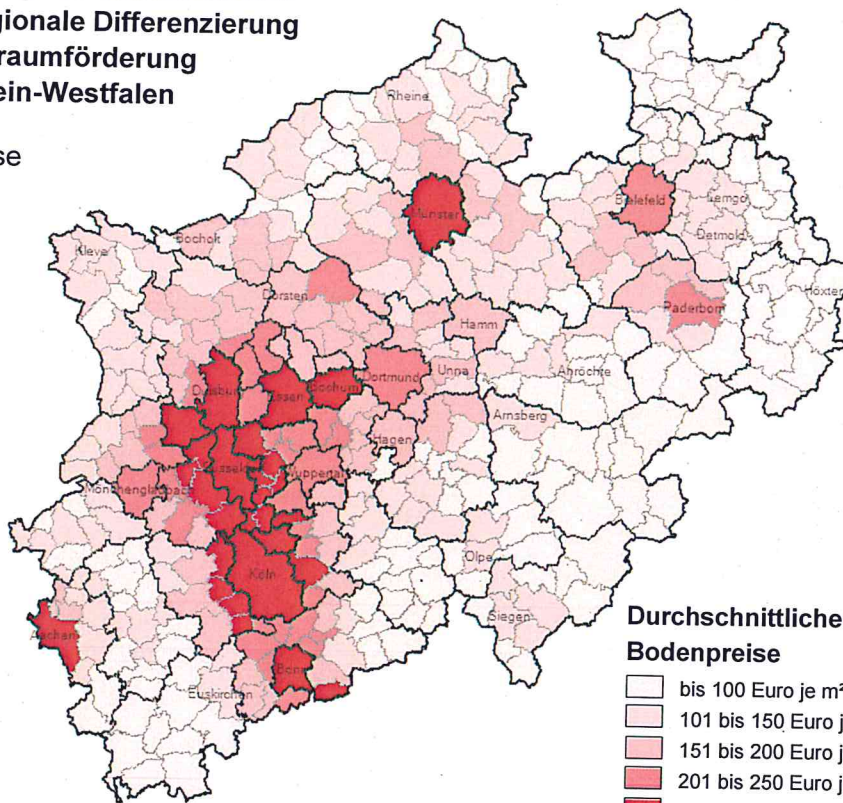 gionale Differenzierung
raumförderung
ein-Westfalen
se
Rheine
Münster
Bielefeld
Lemgo
Detmold
Bocholt
Kleve
Höxter
Dorsten
Paderborn
Hamm
Duisburg
Essen
Bochum
Dortmund
Unna
Anröchte
Arnsberg
Hagen
Wuppertal
Mönchengladbach
Olpe
Köln
Siegen
Aachen
Bonn
Euskirchen
Durchschnittliche
Bodenpreise
bis 100 Euro je m²
101 bis 150 Euro j
151 bis 200 Euro j
201 bis 250 Euro j